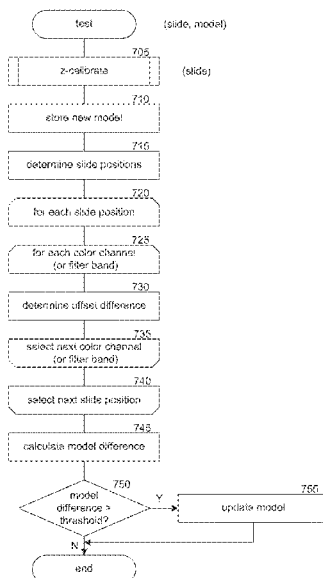 test (slide, model)
705
z-calibrate (slide)
710
store new model
715
determine slide positions
720
for each slide position
725
for each color channel
(or filter band)
730
determine offset difference
735
select next color channel
(or filter band)
740
select next slide position
745
calculate model difference
750
model
difference >
threshold?
Y
755
update model
N
end